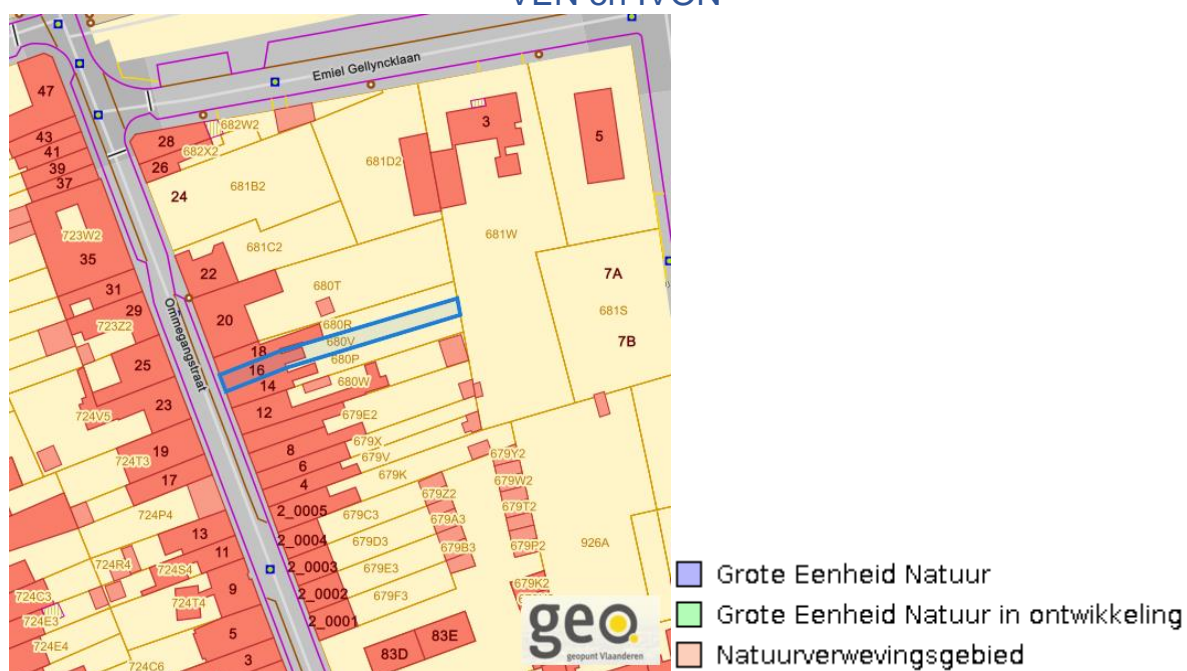 VEN en IVON
Emiel Gellyncklaan
47
682W2
3
28
5
43
682X2
41
26
681D2
39
37
24
681B2
723W2
681C2
681W
35
22
7A
31
680T
681S
29
20
Ommegangstraat
723Z2
680R
7B
18
680V
25
16
680P
14
680W
23
12
679E2
724V5
679X
8
679V
679Y2
19
6
679K
724T3
4
679W2
17
679Z2
2_0005
679C3
679T2
724P4
679A3
13
2_0004
679D3
679B3
679P2
926A
11
724R4
724S4
2_0003
679E3
Grote Eenheid Natuur
679K2
724C3
9
2_0002
679F3
724T4
724E3
2_0001
geo
Grote Eenheid Natuur in ontwikkeling
5
83E
724E4
83D
geopunt Vlaanderen
Natuurverwevingsgebied
724C6
3